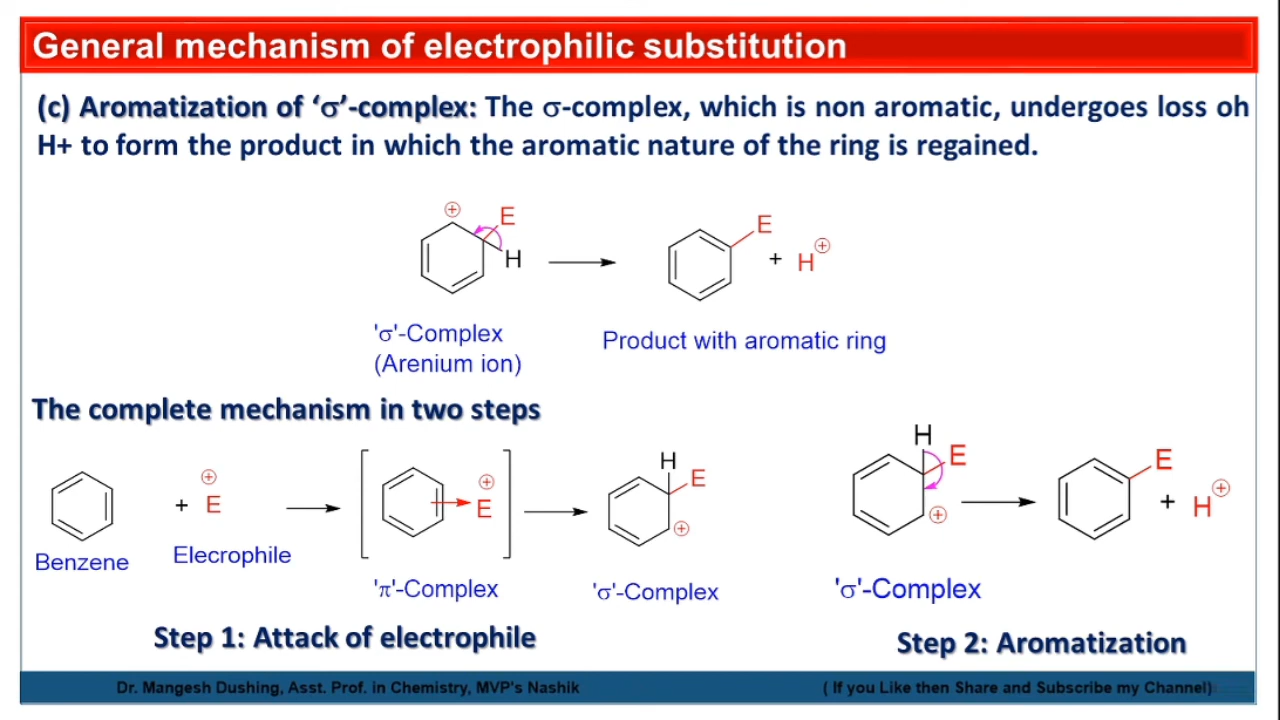 General mechanism of electrophilic substitution
(c) Aromatization of ‘σ’-complex: The σ-complex, which is non aromatic, undergoes loss oh
H+ to form the product in which the aromatic nature of the ring is regained.
⊕ E H
E + H ⊕
'σ'-Complex
(Arenium ion)
Product with aromatic ring
The complete mechanism in two steps
+ E ⊕
E ⊕
H E ⊕
H E ⊕
E + H ⊕
Benzene
Elecrophile
'π'-Complex
'σ'-Complex
'σ'-Complex
Step 1: Attack of electrophile
Step 2: Aromatization
Dr. Mangesh Dushing, Asst. Prof. in Chemistry, MVP's Nashik
( If you Like then Share and Subscribe my Channel)